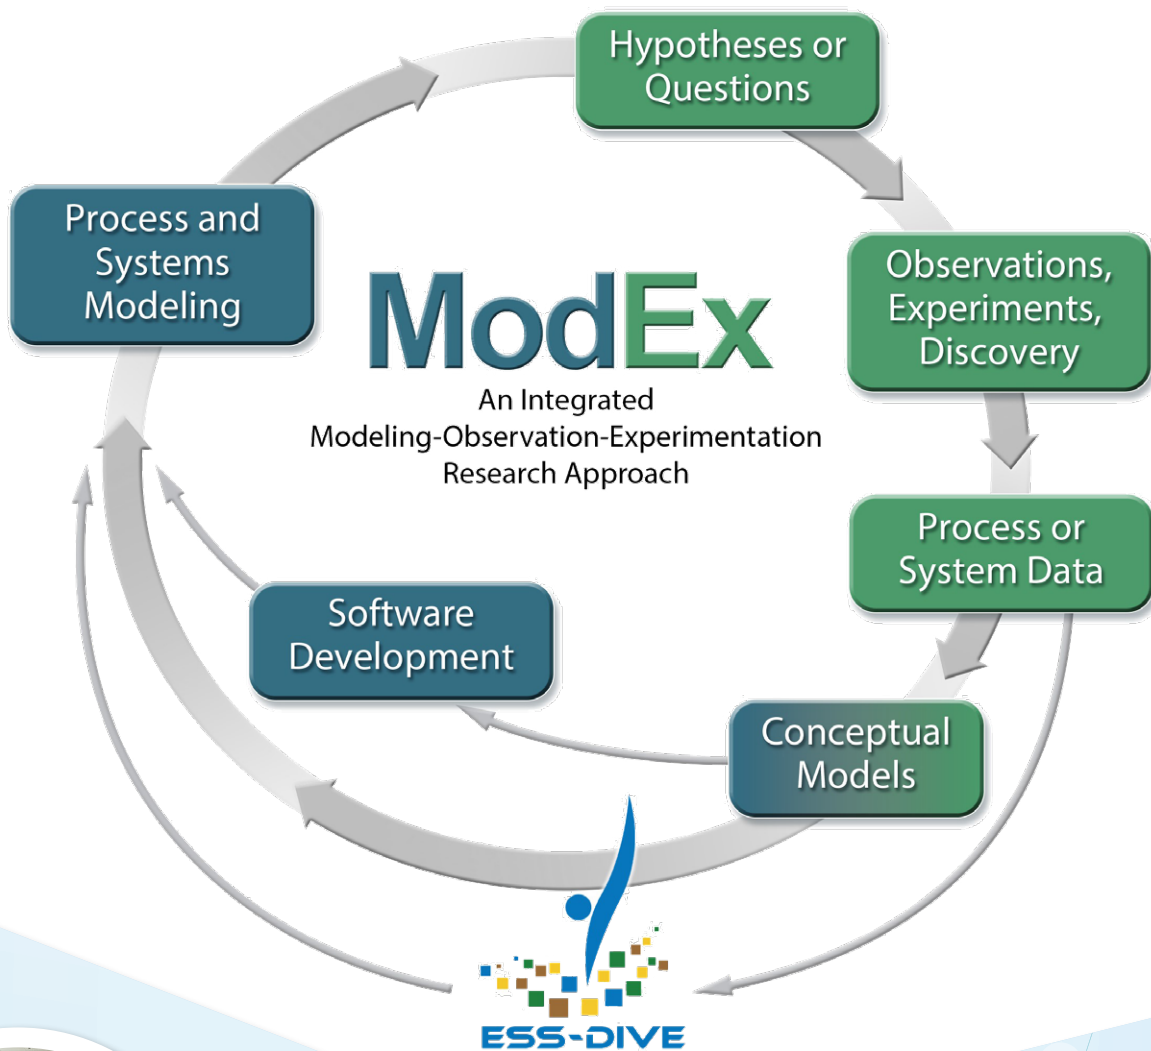 Hypotheses or
Questions
Process and
Systems
Modeling
Observations,
Experiments,
Discovery
ModEx
An Integrated
Modeling-Observation-Experimentation
Research Approach
Process or
System Data
Software
Development
Conceptual
Models
ESS-DIVE